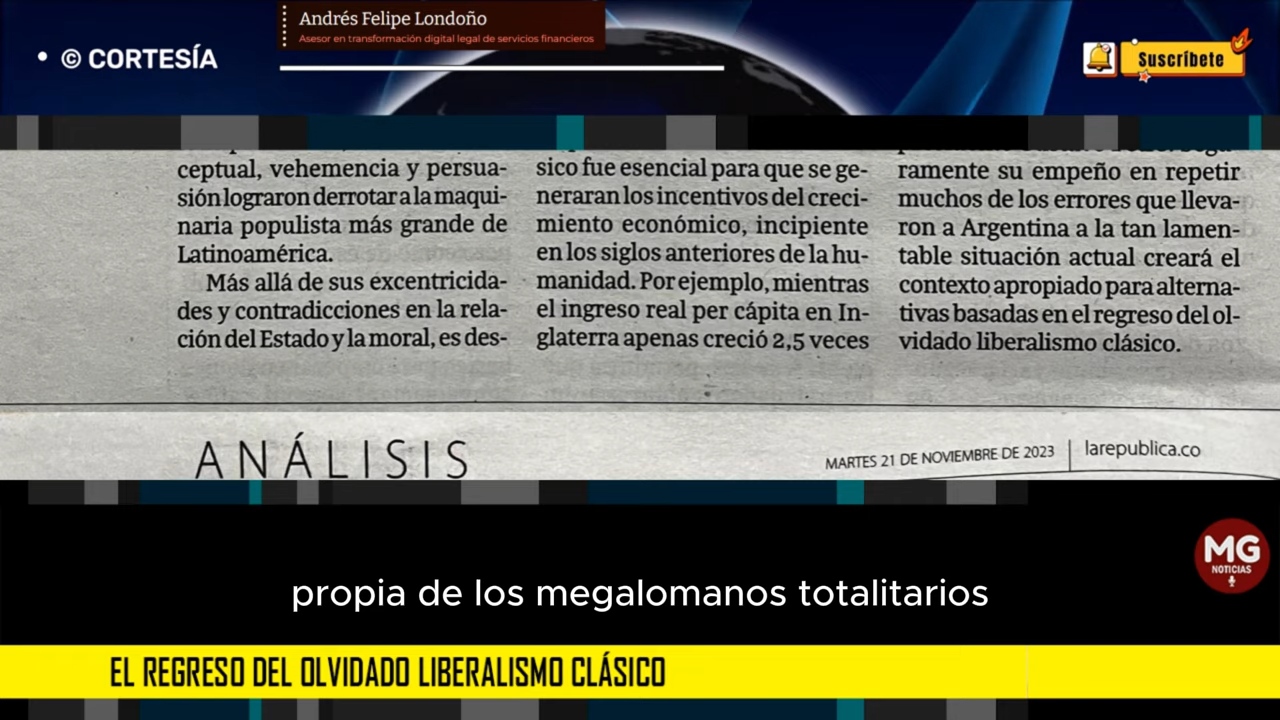 Andrés Felipe Londoño
Asesor en transformación digital legal de servicios financieros
• © CORTESÍA
Suscríbete
ceptual, vehemencia y persua-
sión lograron derrotar a la maqui-
naria populista más grande de
Latinoamérica.
Más allá de sus excentricida-
des y contradicciones en la rela-
ción del Estado y la moral, es des-
sico fue esencial para que se ge-
neraran los incentivos del creci-
miento económico, incipiente
en los siglos anteriores de la hu-
manidad. Por ejemplo, mientras
el ingreso real per cápita en In-
glaterra apenas creció 2,5 veces
ramente su empeño en repetir
muchos de los errores que lleva-
ron a Argentina a la tan lamen-
table situación actual creará el
contexto apropiado para alterna-
tivas basadas en el regreso del ol-
vidado liberalismo clásico.
ANÁLISIS
MARTES 21 DE NOVIEMBRE DE 2023 | larepublica.co
MG
NOTICIAS
propia de los megalomanos totalitarios
EL REGRESO DEL OLVIDADO LIBERALISMO CLÁSICO